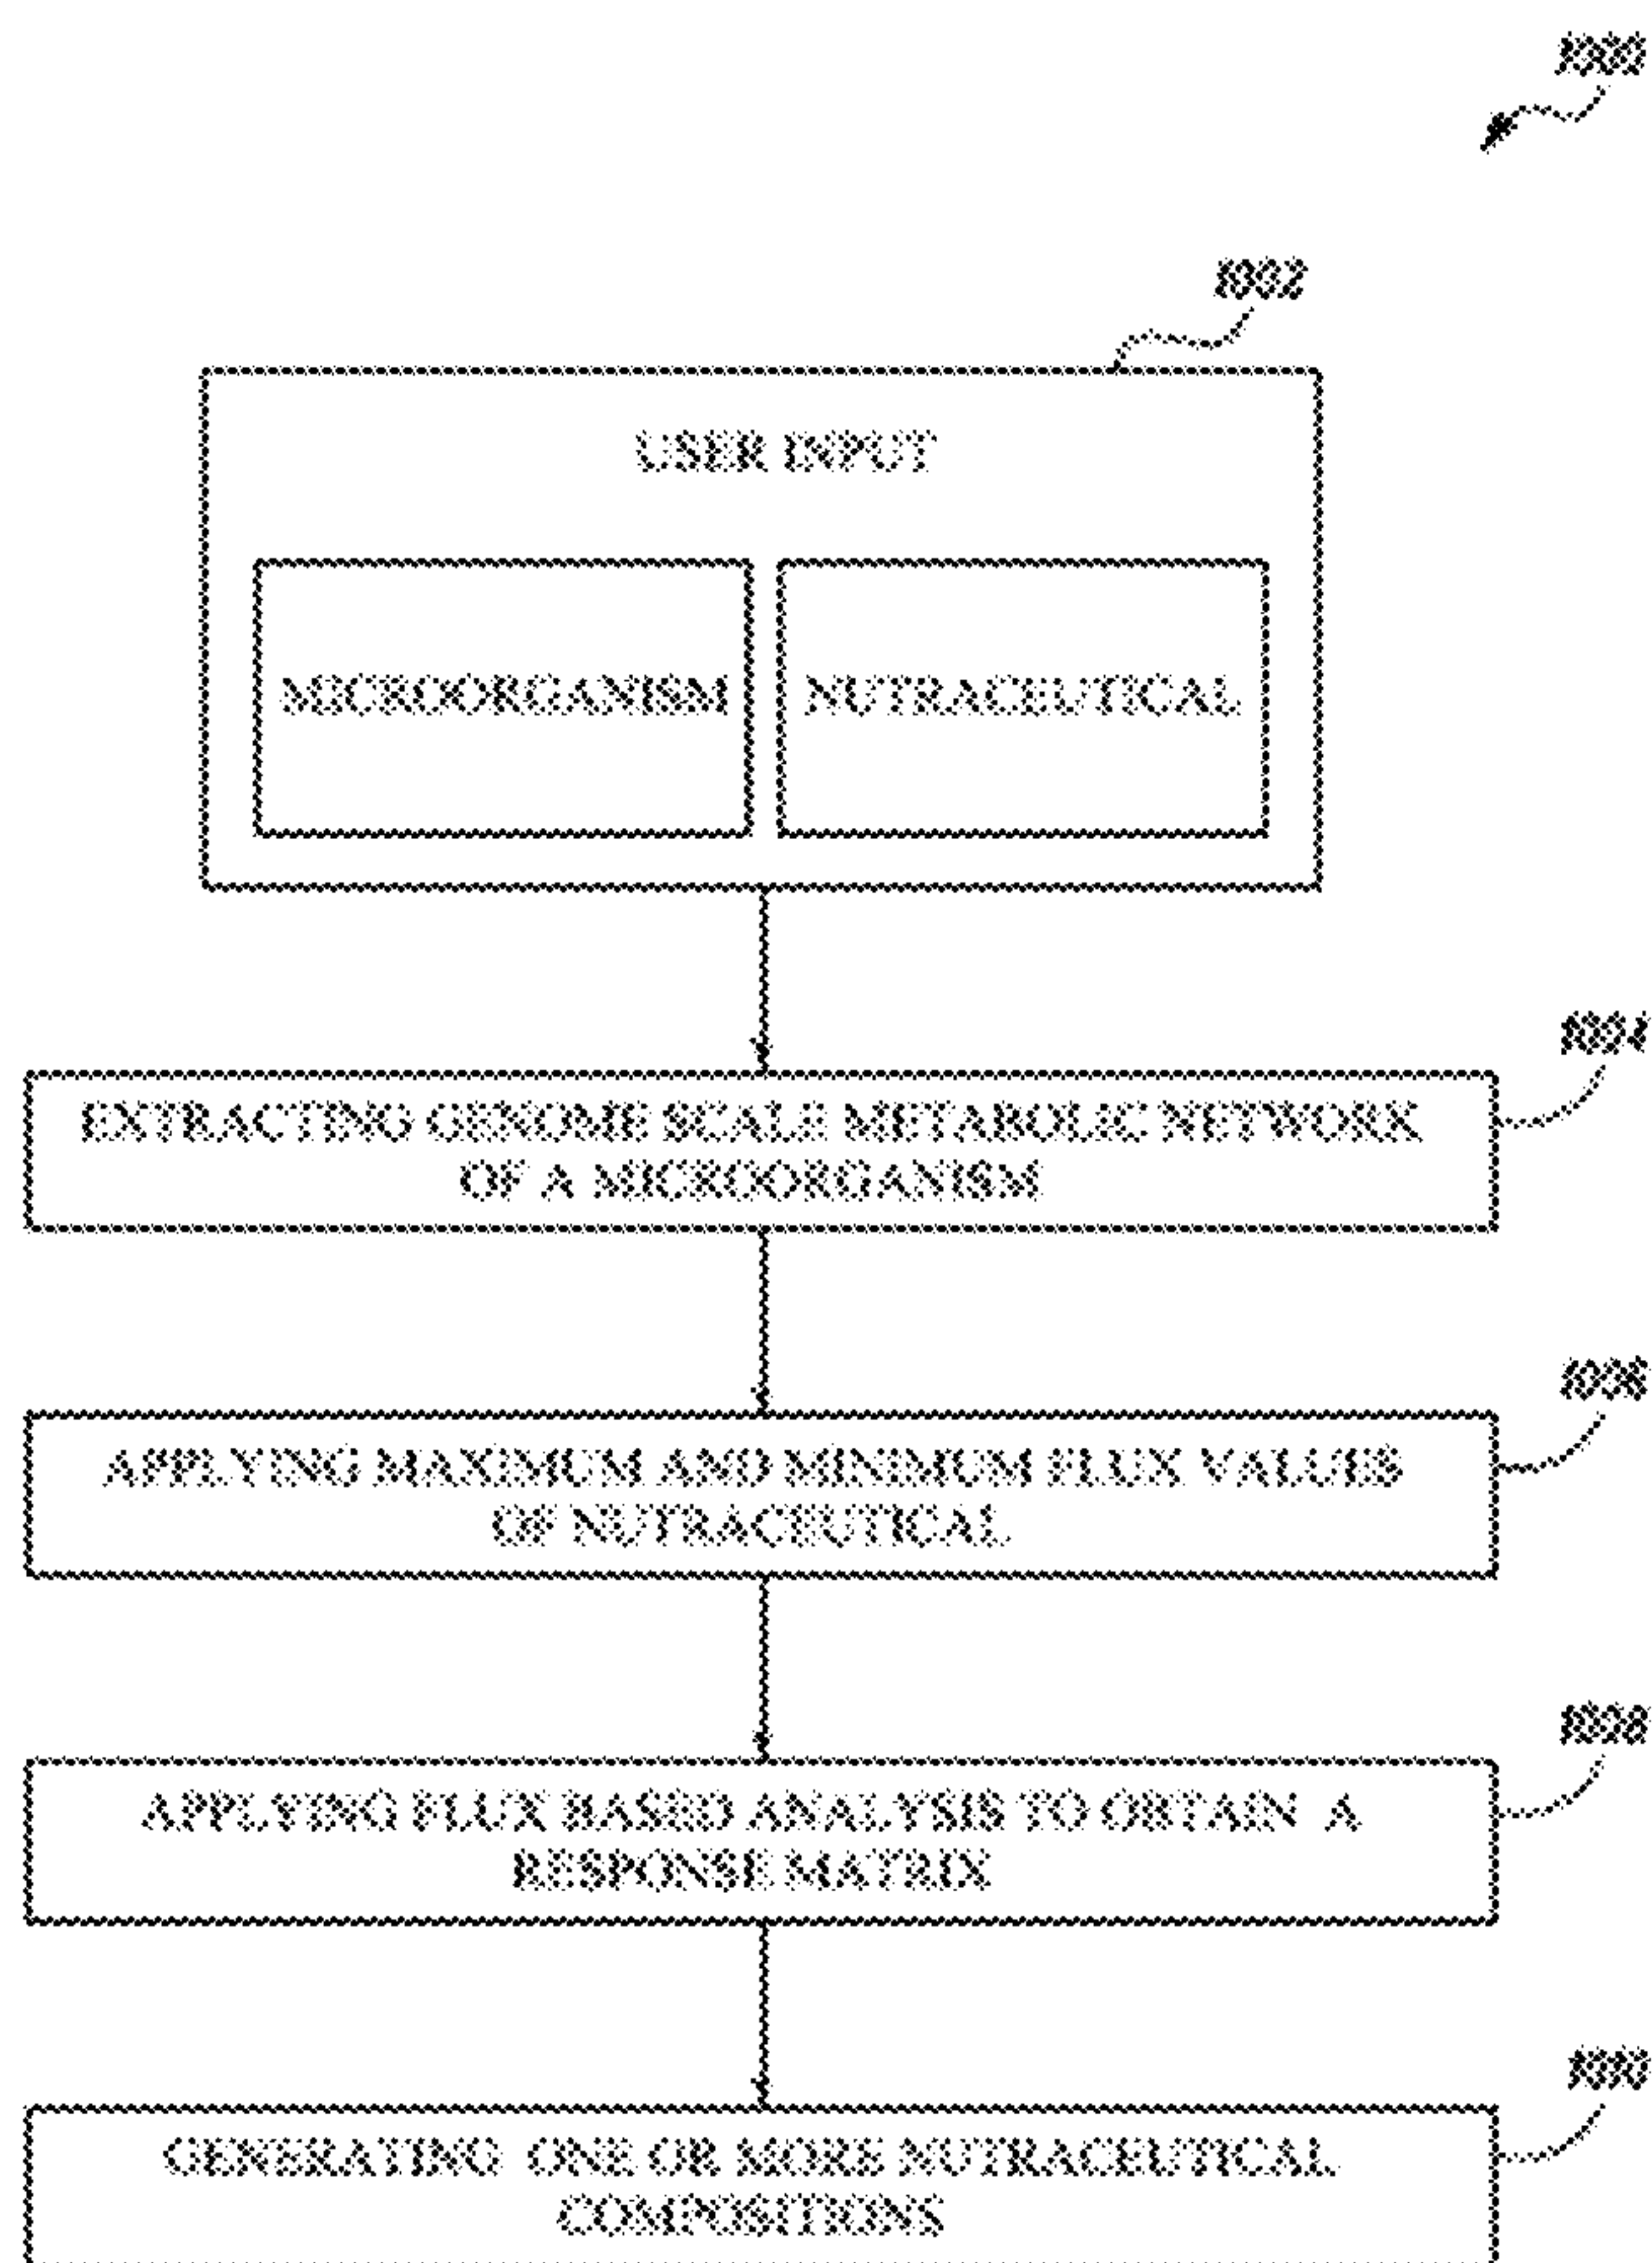 1000
1002
USER INPUT
MICROORGANISM
NUTRACEUTICAL
1004
EXTRACTING GENOME SCALE METABOLIC NETWORK
OF A MICROORGANISM
1006
APPLYING MAXIMUM AND MINIMUM FLUX VALUES
OF NUTRACEUTICAL
1008
APPLYING FLUX BASED ANALYSIS TO OBTAIN A
RESPONSE MATRIX
1010
GENERATING ONE OR MORE NUTRACEUTICAL
COMPOSITIONS